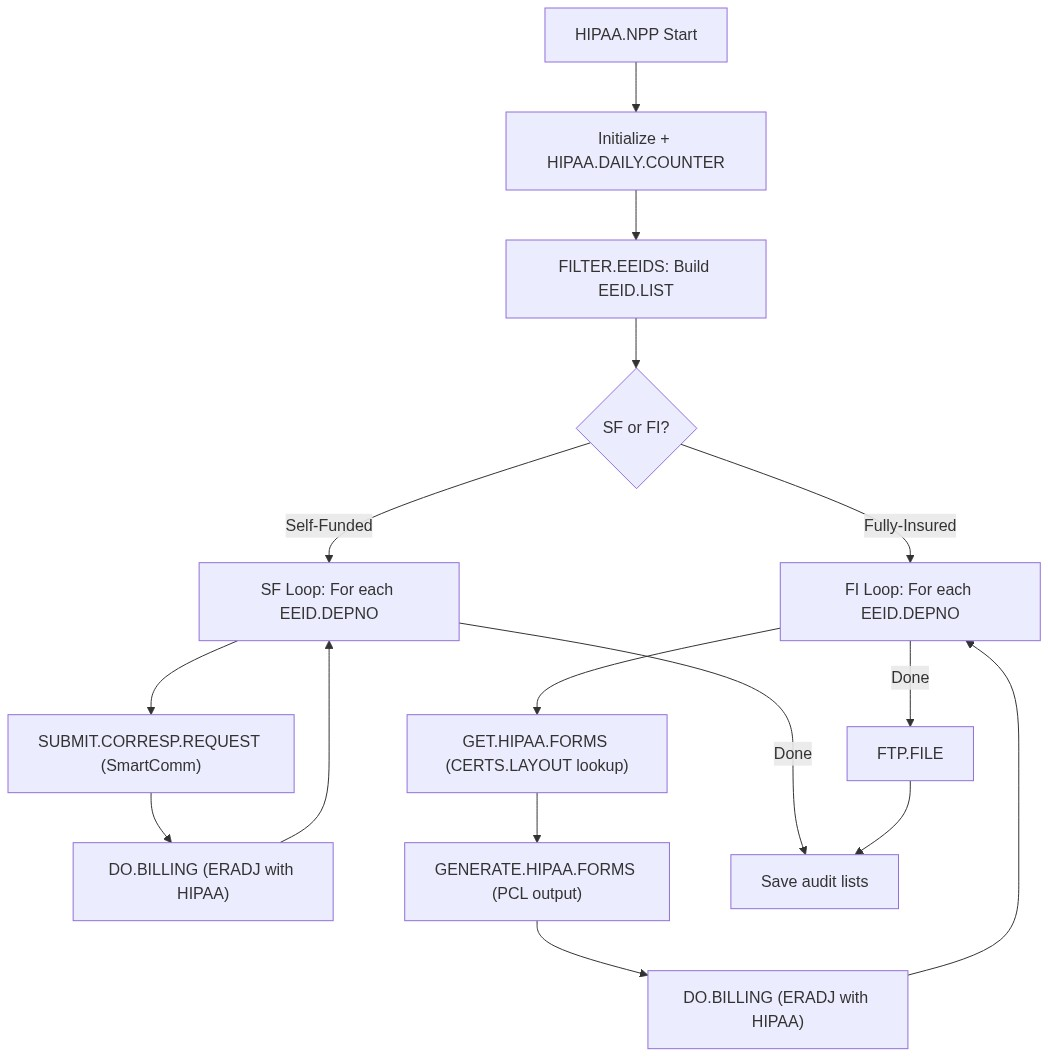 HIPAA.NPP Start
Initialize +
HIPAA.DAILY.COUNTER
FILTER.EEIDS: Build
EEID.LIST
SF or FI?
Self-Funded
Fully-Insured
SF Loop: For each
EEID.DEPNO
FI Loop: For each
EEID.DEPNO
Done
SUBMIT.CORRESP.REQUEST
(SmartComm)
GET.HIPAA.FORMS
(CERTS.LAYOUT lookup)
Done
FTP.FILE
DO.BILLING (ERADJ with
HIPAA)
GENERATE.HIPAA.FORMS
(PCL output)
Save audit lists
DO.BILLING (ERADJ with
HIPAA)